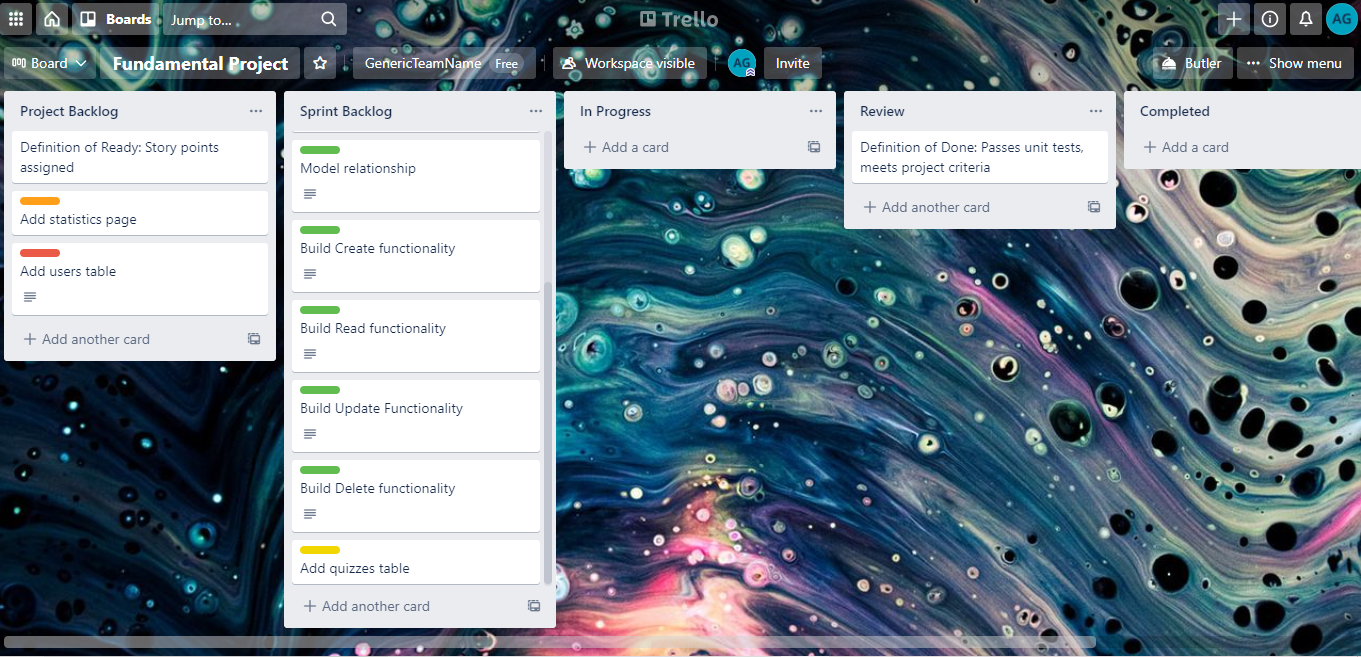 Boards
Jump to...
Trello
Board
Fundamental Project
GenericTeamName Free
Workspace visible
AG
Invite
Butler
Show menu
AG
Project Backlog
Definition of Ready: Story points
assigned
Add statistics page
Add users table
Add another card
Sprint Backlog
Model relationship
Build Create functionality
Build Read functionality
Build Update Functionality
Build Delete functionality
Add quizzes table
Add another card
In Progress
Add a card
Review
Definition of Done: Passes unit tests,
meets project criteria
Add another card
Completed
Add a card